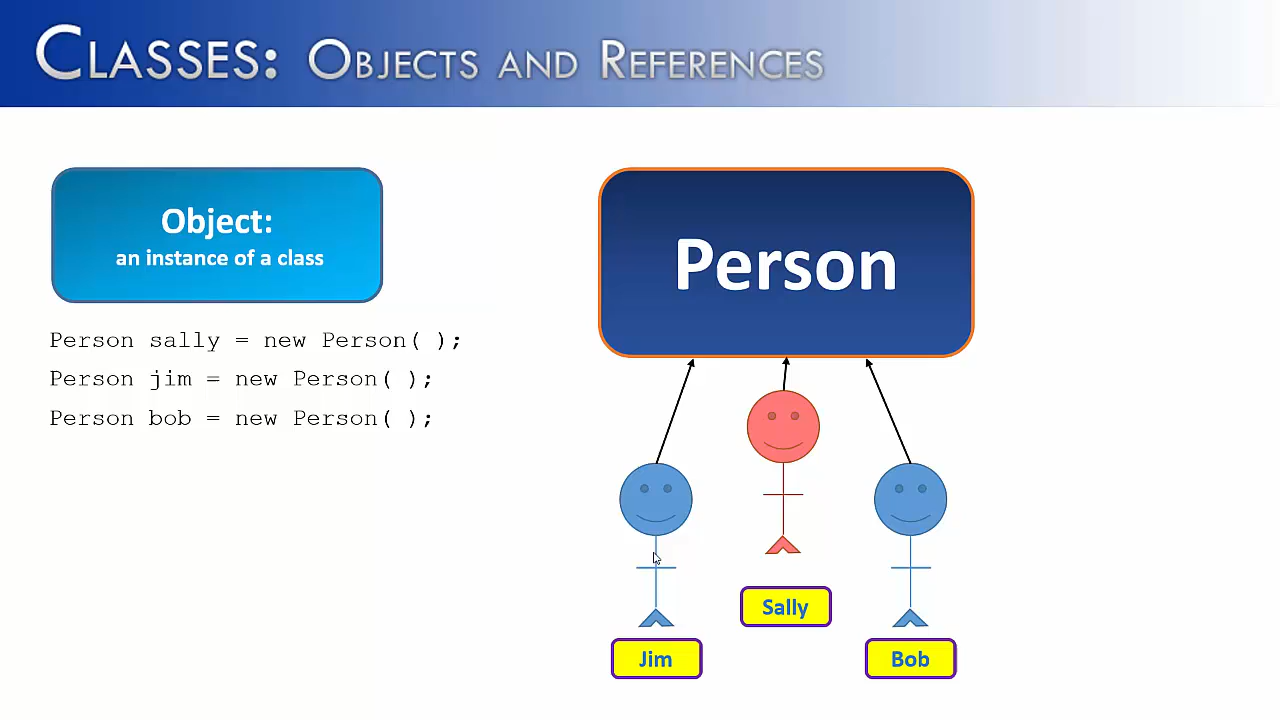 CLASSES: OBJECTS AND REFERENCES
Object:
an instance of a class
Person sally = new Person( );
Person jim = new Person( );
Person bob = new Person( );
Person
Sally
Jim
Bob